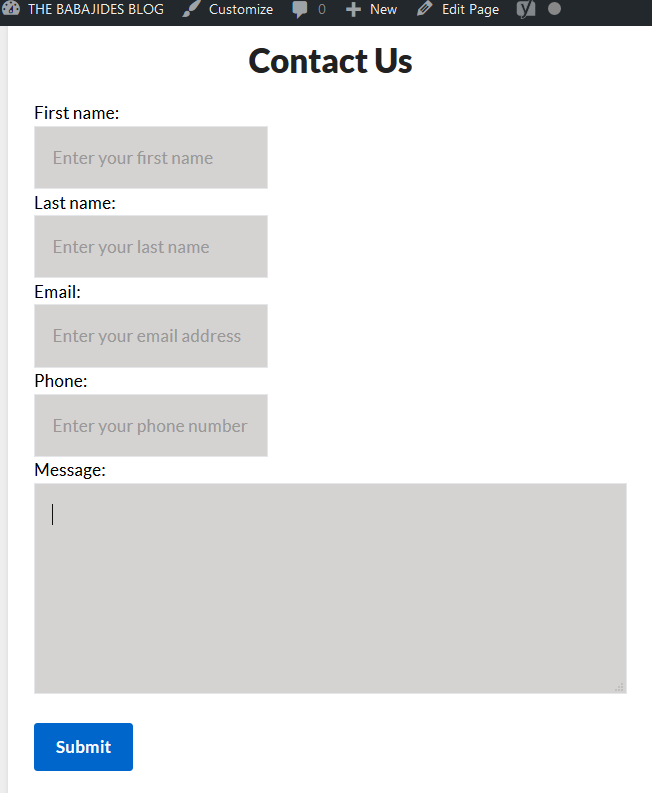 THE BABAJIDES BLOG Customize 0 New Edit Page
Contact Us
First name:
Enter your first name
Last name:
Enter your last name
Email:
Enter your email address
Phone:
Enter your phone number
Message:
Submit